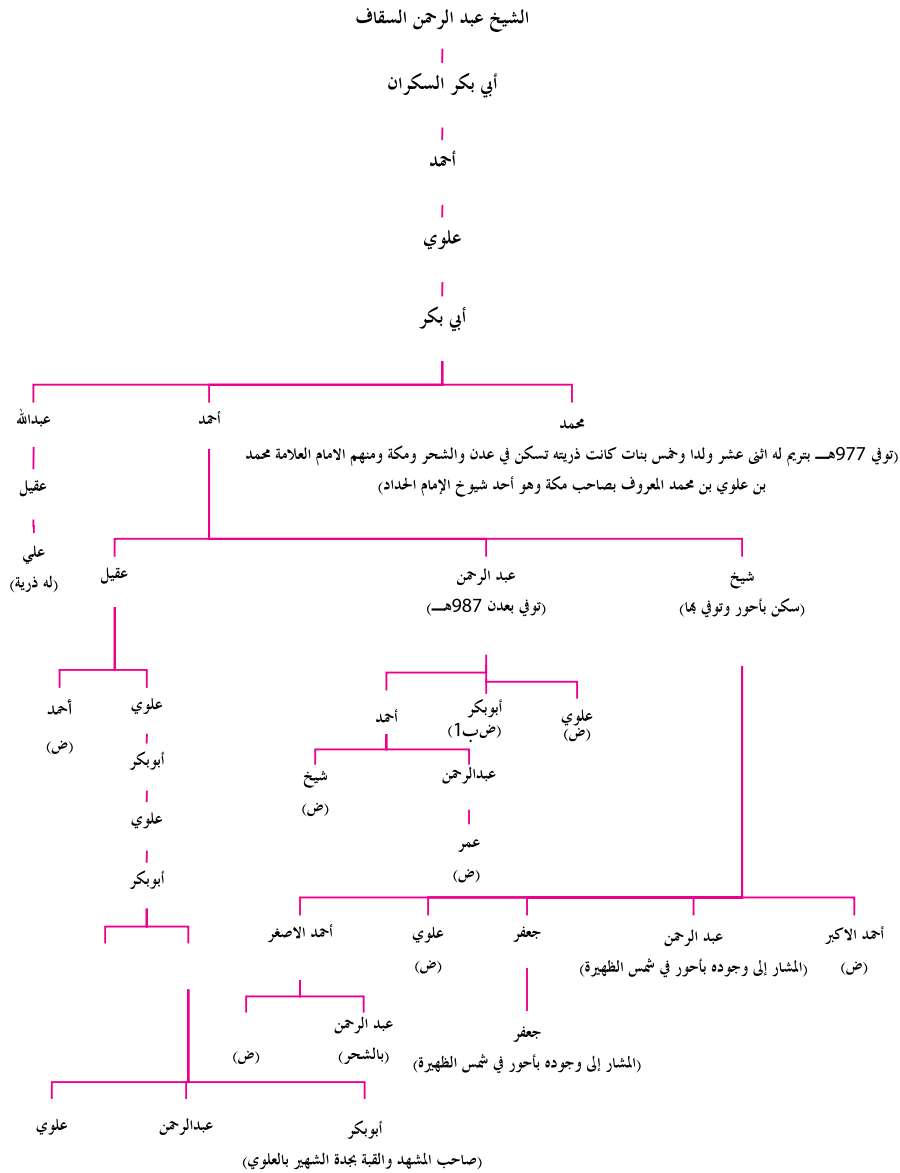 الشيخ عبد الرحمن السقاف
أبي بكر السكران
أحمد
علوي
أبي بكر
محمد
أحمد
عبدالله
(توفي 977هـ بتريم له اثنى عشر ولدا وخمس بنات كانت ذريته تسكن في عدن والشحر ومكة ومنهم الامام العلامة محمد
بن علوي بن محمد المعروف بصاحب مكة وهو أحد شيوخ الإمام الحداد)
عقيل
علي
(له ذرية)
شيخ
(سكن بأحور وتوفي بها)
عبد الرحمن
(توفي بعدن 987هـ)
عقيل
علوي
(ض)
أبوبكر
(ض ب1)
أحمد
علوي
أحمد
(ض)
عبدالرحمن
شيخ
(ض)
أبوبكر
علوي
عمر
(ض)
أبوبكر
أحمد الاكبر
(ض)
عبد الرحمن
(المشار إلى وجوده بأحور في شمس الظهيرة)
جعفر
علوي
(ض)
أحمد الاصغر
عبد الرحمن
(بالشحر)
(ض)
جعفر
(المشار إلى وجوده بأحور في شمس الظهيرة)
أبوبكر
عبدالرحمن
علوي
(صاحب المشهد والقبة بجدة الشهير بالعلوي)